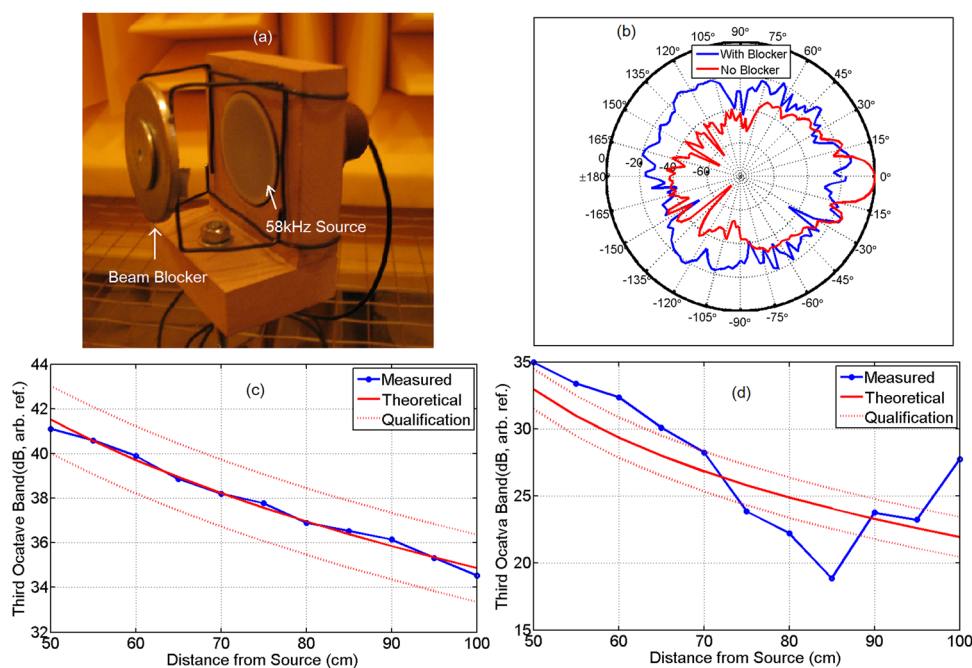 (a)
58kHz Source
Beam Blocker
(b)
With Blocker
No Blocker
90°
75°
60°
45°
30°
15°
0°
-15°
-30°
-45°
-60°
-75°
-90°
-105°
-120°
-135°
-150°
-165°
±180°
165°
150°
135°
120°
105°
0
-20
-40
-60
(c)
Measured
Theoretical
Qualification
Third Ocatave Band(dB, arb. ref.)
44
42
40
38
36
34
32
50
60
70
80
90
100
Distance from Source (cm)
(d)
Measured
Theoretical
Qualification
Third Ocatava Band(dB, arb. ref.)
35
30
25
20
15
50
60
70
80
90
100
Distance from Source (cm)